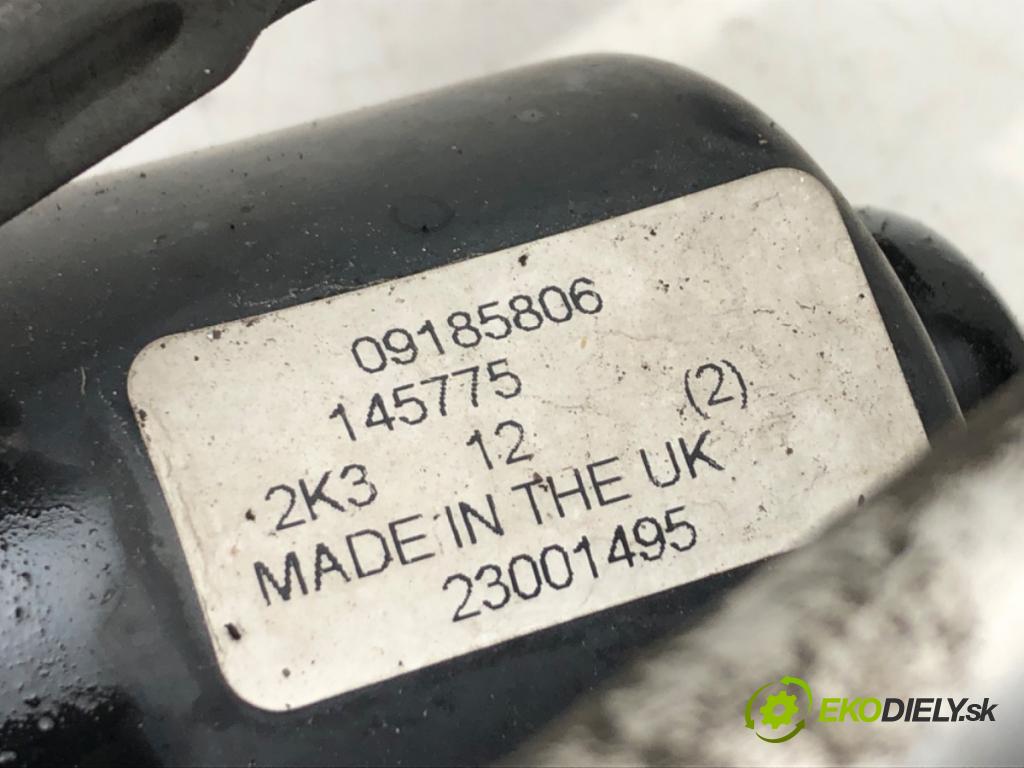 09185806
145775
2K3 12 (2)
MADE IN THE UK
23001495
EKODIELY.sk